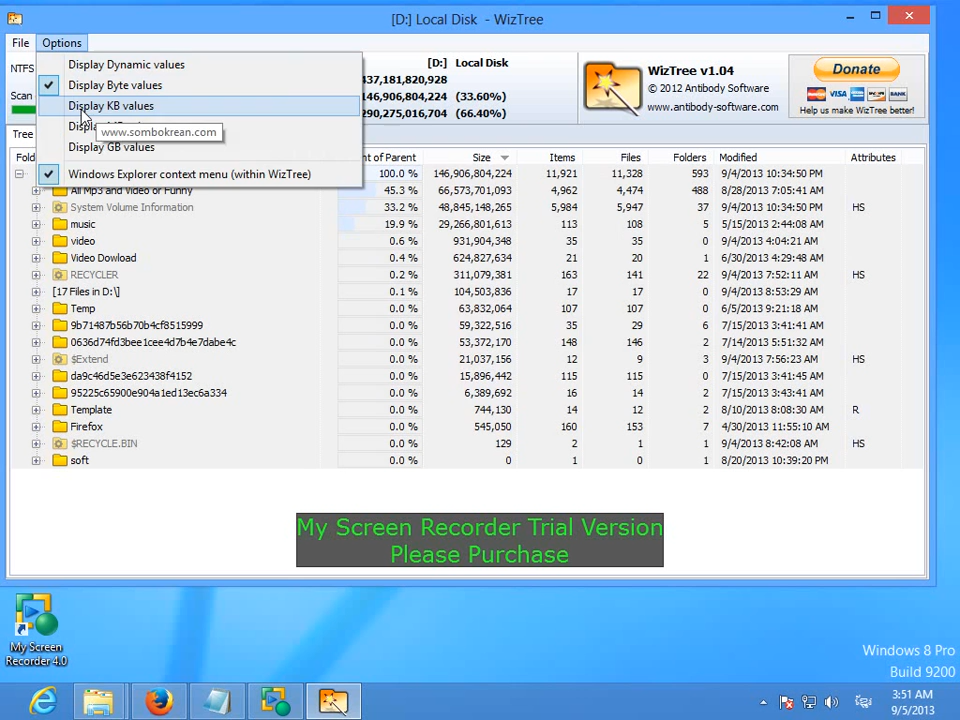 [D:] Local Disk - WizTree
File Options
NTFS
Scan
Tree
Display Dynamic values
Display Byte values
Display KB values
www.sombokrean.com
Display GB values
Windows Explorer context menu (within WizTree)
[D:] Local Disk
437,181,820,928
146,906,804,224 (33.60%)
290,275,016,704 (66.40%)
WizTree v1.04
© 2012 Antibody Software
www.antibody-software.com
Donate
VISA BANK
Help us make WizTree better!
of Parent Size Items Files Folders Modified Attributes
100.0 % 146,906,804,224 11,921 11,328 593 9/4/2013 10:34:50 PM
All Mp3 and Video or Funny 45.3 % 66,573,701,093 4,962 4,474 488 8/28/2013 7:05:41 AM
System Volume Information 33.2 % 48,845,148,265 5,984 5,947 37 9/4/2013 10:34:50 PM HS
music 19.9 % 29,266,801,613 113 108 5 5/15/2013 2:44:08 AM
video 0.6 % 931,904,348 35 35 0 9/4/2013 4:04:21 AM
Video Dowload 0.4 % 624,827,634 21 20 1 6/30/2013 4:29:48 AM
RECYCLER 0.2 % 311,079,381 163 141 22 9/4/2013 7:52:11 AM HS
[17 Files in D:\] 0.1 % 104,503,836 17 17 0 9/4/2013 8:53:29 AM
Temp 0.0 % 63,832,064 107 107 0 6/5/2013 9:21:18 AM
9b71487b56b70b4cf8515999 0.0 % 59,322,516 35 29 6 7/15/2013 3:41:41 AM
0636d74fd3bee1cee4d7b4e7dabe4c 0.0 % 53,372,170 148 146 2 7/14/2013 5:51:32 AM
$Extend 0.0 % 21,037,156 12 9 3 9/4/2013 7:56:23 AM HS
da9c46d5e3e623438f4152 0.0 % 15,896,442 115 115 0 7/15/2013 3:41:45 AM
95225c65900e904a1ed13ec6a334 0.0 % 6,389,692 16 14 2 7/15/2013 3:43:41 AM
Template 0.0 % 744,130 14 12 2 8/10/2013 8:08:30 AM R
Firefox 0.0 % 545,050 160 153 7 4/30/2013 11:55:10 AM
$RECYCLE.BIN 0.0 % 129 2 1 1 9/4/2013 8:42:08 AM HS
soft 0.0 % 0 1 0 1 8/20/2013 10:39:20 PM
My Screen Recorder Trial Version
Please Purchase
My Screen
Recorder 4.0
Windows 8 Pro
Build 9200
3:51 AM
9/5/2013